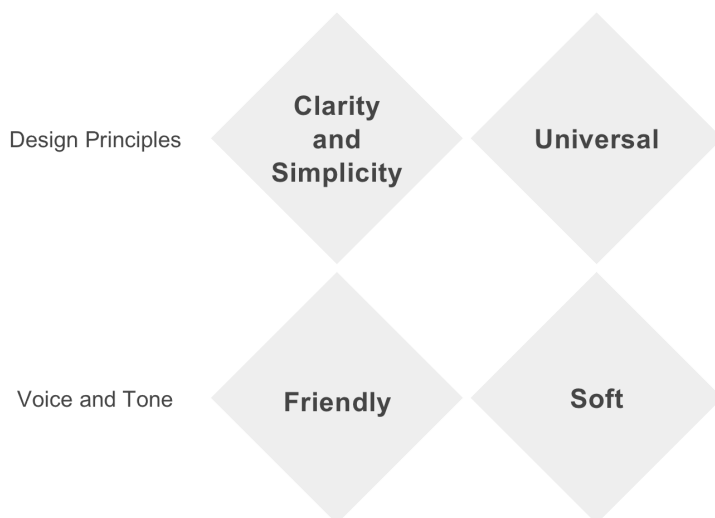 Clarity
and
Simplicity
Design Principles
Universal
Voice and Tone
Friendly
Soft